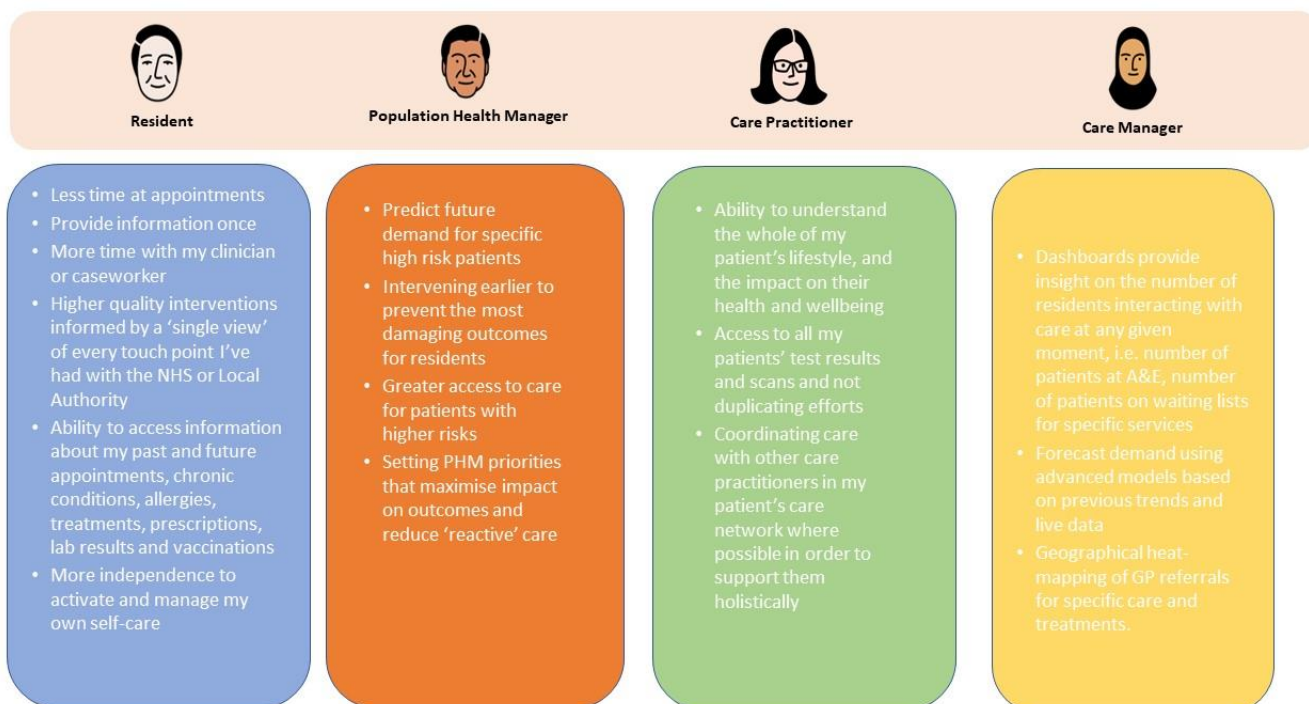 Resident
Population Health Manager
Care Practitioner
Care Manager
• Less time at appointments
• Provide information once
• More time with my clinician
or caseworker
• Higher quality interventions
informed by a ‘single view’
of every touch point I’ve
had with the NHS or Local
Authority
• Ability to access information
about my past and future
appointments, chronic
conditions, allergies,
treatments, prescriptions,
lab results and vaccinations
• More independence to
activate and manage my
own self-care
• Predict future
demand for specific
high risk patients
• Intervening earlier to
prevent the most
damaging outcomes
for residents
• Greater access to care
for patients with
higher risks
• Setting PHM priorities
that maximise impact
on outcomes and
reduce ‘reactive’ care
• Ability to understand
the whole of my
patient’s lifestyle, and
the impact on their
health and wellbeing
• Access to all my
patients’ test results
and scans and not
duplicating efforts
• Coordinating care
with other care
practitioners in my
patient’s care
network where
possible in order to
support them
holistically
• Dashboards provide
insight on the number of
residents interacting with
care at any given
moment, i.e. number of
patients at A&E, number
of patients on waiting lists
for specific services
• Forecast demand using
advanced models based
on previous trends and
live data
• Geographical heat-
mapping of GP referrals
for specific care and
treatments.